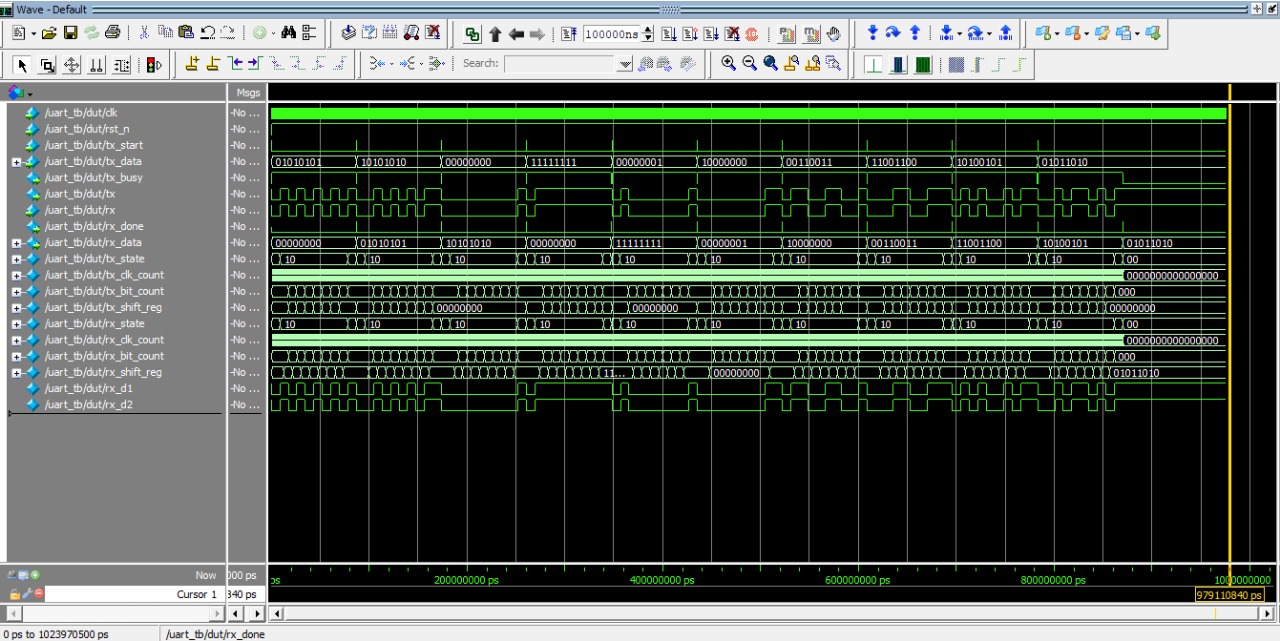 Wave - Default
100000ns
Search:
Msgs
/uart_tb/dut/clk -No ...
/uart_tb/dut/rst_n -No ...
/uart_tb/dut/tx_start -No ...
/uart_tb/dut/tx_data -No ... 01010101 10101010 00000000 11111111 00000001 10000000 00110011 11001100 10100101 01011010
/uart_tb/dut/tx_busy -No ...
/uart_tb/dut/tx -No ...
/uart_tb/dut/rx -No ...
/uart_tb/dut/rx_done -No ...
/uart_tb/dut/rx_data -No ... 00000000 01010101 10101010 00000000 11111111 00000001 10000000 00110011 11001100 10100101 01011010
/uart_tb/dut/tx_state -No ... 10 10 10 10 10 10 10 10 10 10 00
/uart_tb/dut/tx_clk_count -No ... 0000000000000000
/uart_tb/dut/tx_bit_count -No ... 000
/uart_tb/dut/tx_shift_reg -No ... 00000000 00000000 00000000
/uart_tb/dut/rx_state -No ... 10 10 10 10 10 10 10 10 10 10 00
/uart_tb/dut/rx_clk_count -No ... 0000000000000000
/uart_tb/dut/rx_bit_count -No ... 000
/uart_tb/dut/rx_shift_reg -No ... 11... 00000000 01011010
/uart_tb/dut/rx_d1 -No ...
/uart_tb/dut/rx_d2 -No ...
Now 000 ps ps 200000000 ps 400000000 ps 600000000 ps 800000000 ps 1000000000
Cursor 1 340 ps 979110840 ps
0 ps to 1023970500 ps /uart_tb/dut/rx_done